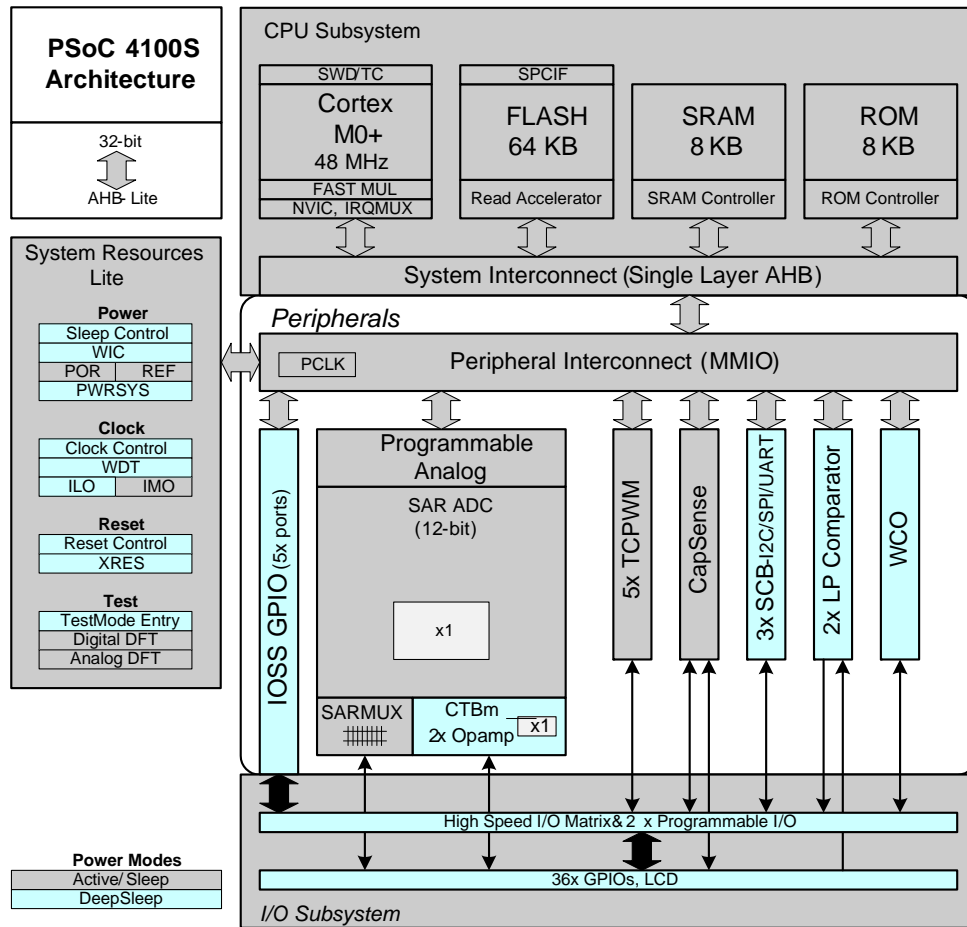 PSoC 4100S
Architecture
32-bit
AHB- Lite
CPU Subsystem
SWD/TC
Cortex
M0+
48 MHz
FAST MUL
NVIC, IRQMUX
SPCIF
FLASH
64 KB
Read Accelerator
SRAM
8 KB
SRAM Controller
ROM
8 KB
ROM Controller
System Interconnect (Single Layer AHB)
System Resources
Lite
Power
Sleep Control
WIC
POR REF
PWRSYS
Clock
Clock Control
WDT
ILO IMO
Reset
Reset Control
XRES
Test
TestMode Entry
Digital DFT
Analog DFT
Peripherals
PCLK
Peripheral Interconnect (MMIO)
IOSS GPIO (5x ports)
Programmable
Analog
SAR ADC
(12-bit)
x1
SARMUX
CTBm
2x Opamp
x1
5x TCPWM
CapSense
3x SCB-I2C/SPI/UART
2x LP Comparator
WCO
High Speed I/O Matrix& 2 x Programmable I/O
36x GPIOs, LCD
I/O Subsystem
Power Modes
Active/ Sleep
DeepSleep